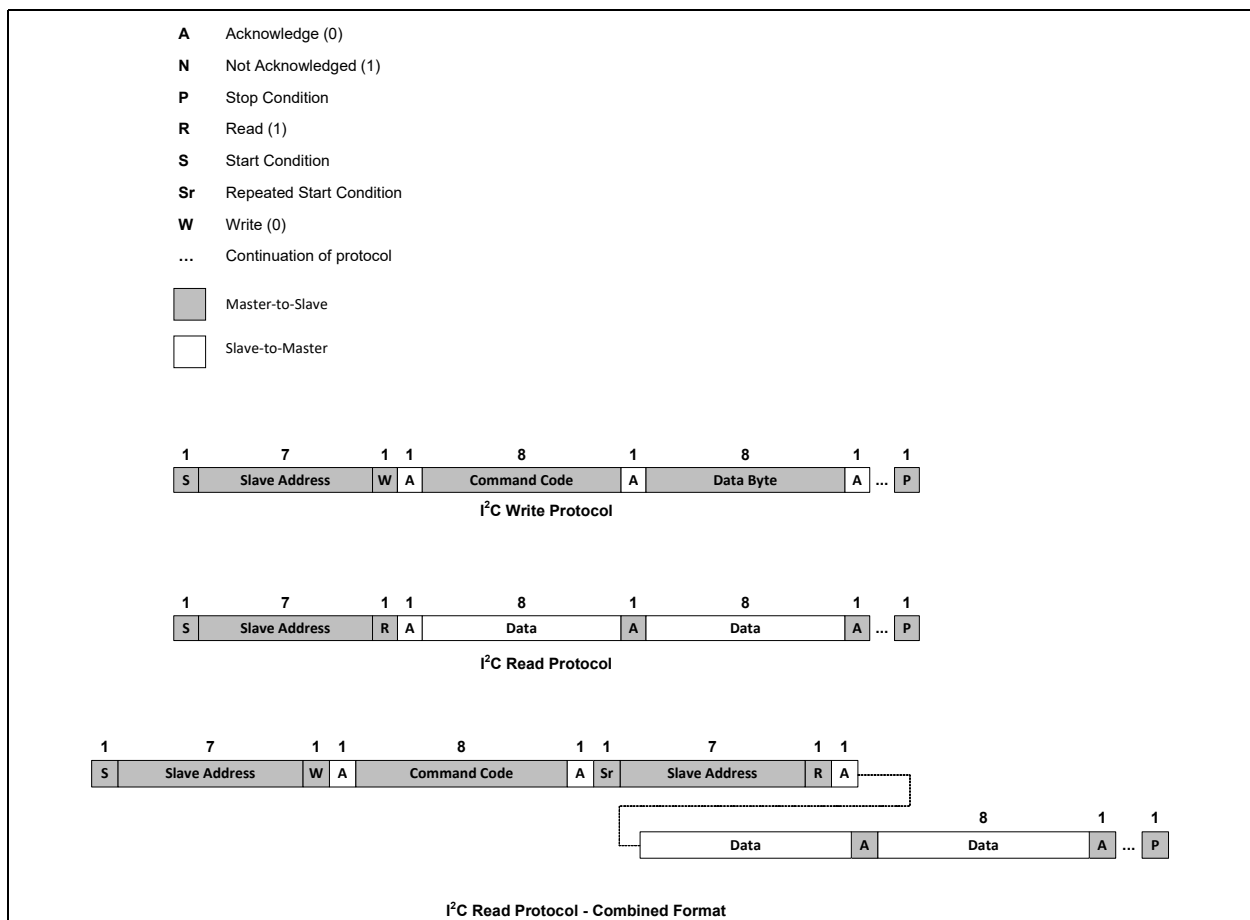 A Acknowledge (0)
N Not Acknowledged (1)
P Stop Condition
R Read (1)
S Start Condition
Sr Repeated Start Condition
W Write (0)
... Continuation of protocol
Master-to-Slave
Slave-to-Master
1 7 1 1 8 1 8 1 1
S Slave Address W A Command Code A Data Byte A ... P
I²C Write Protocol
1 7 1 1 8 1 8 1 1
S Slave Address R A Data A Data A ... P
I²C Read Protocol
1 7 1 1 8 1 1 7 1 1
S Slave Address W A Command Code A Sr Slave Address R A
8 1 1
Data A Data A ... P
I²C Read Protocol - Combined Format